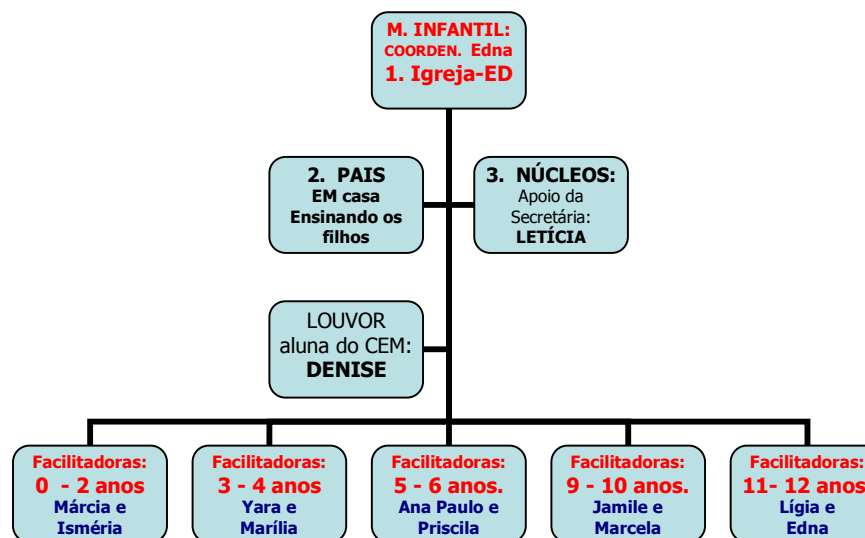 M. INFANTIL:
COORDEN. Edna
1. Igreja-ED
2. PAIS
EM casa
Ensinando os
filhos
3. NÚCLEOS:
Apoio da
Secretária:
LETÍCIA
LOUVOR
aluna do CEM:
DENISE
Facilitadoras:
0 - 2 anos
Márcia e
Isméria
Facilitadoras:
3 - 4 anos
Yara e
Marília
Facilitadoras:
5 - 6 anos.
Ana Paulo e
Priscila
Facilitadoras:
9 - 10 anos.
Jamile e
Marcela
Facilitadoras:
11- 12 anos
Lígia e
Edna